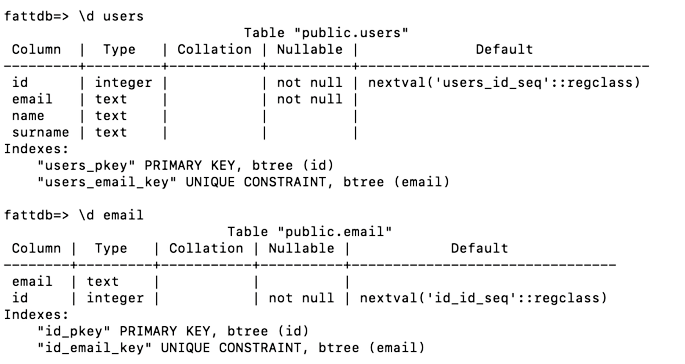 fattdb=> \d users
                              Table "public.users"
 Column  |  Type   | Collation | Nullable |              Default
---------+---------+-----------+----------+-----------------------------------
 id      | integer |           | not null | nextval('users_id_seq'::regclass)
 email   | text    |           | not null |
 name    | text    |           |          |
 surname | text    |           |          |
Indexes:
    "users_pkey" PRIMARY KEY, btree (id)
    "users_email_key" UNIQUE CONSTRAINT, btree (email)
fattdb=> \d email
                            Table "public.email"
 Column |  Type   | Collation | Nullable |            Default
--------+---------+-----------+----------+--------------------------------
 email  | text    |           |          |
 id     | integer |           | not null | nextval('id_id_seq'::regclass)
Indexes:
    "id_pkey" PRIMARY KEY, btree (id)
    "id_email_key" UNIQUE CONSTRAINT, btree (email)